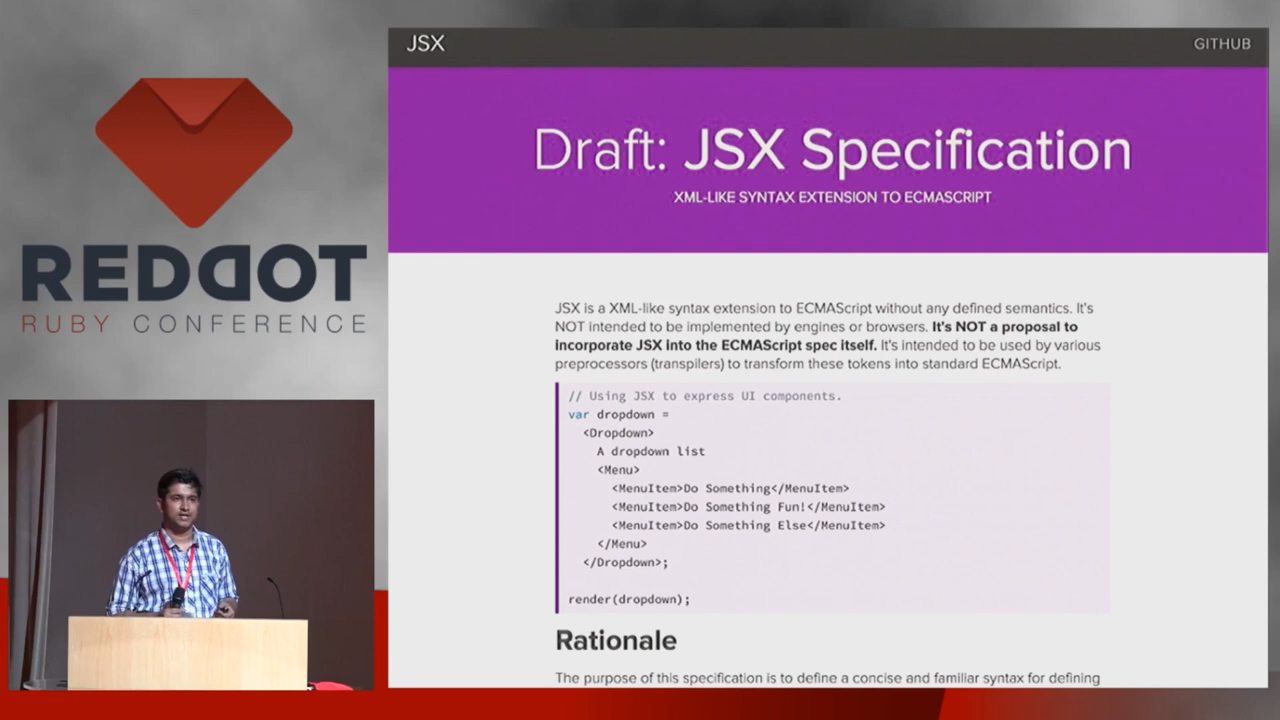 REDDOT
RUBY CONFERENCE
JSX
GITHUB
Draft: JSX Specification
XML-LIKE SYNTAX EXTENSION TO ECMASCRIPT
JSX is a XML-like syntax extension to ECMAScript without any defined semantics. It's
NOT intended to be implemented by engines or browsers. It's NOT a proposal to
incorporate JSX into the ECMAScript spec itself. It's intended to be used by various
preprocessors (transpilers) to transform these tokens into standard ECMAScript.
// Using JSX to express UI components.
var dropdown =
  <Dropdown>
    A dropdown list
    <Menu>
      <MenuItem>Do Something</MenuItem>
      <MenuItem>Do Something Fun!</MenuItem>
      <MenuItem>Do Something Else</MenuItem>
    </Menu>
  </Dropdown>;
render(dropdown);
Rationale
The purpose of this specification is to define a concise and familiar syntax for defining